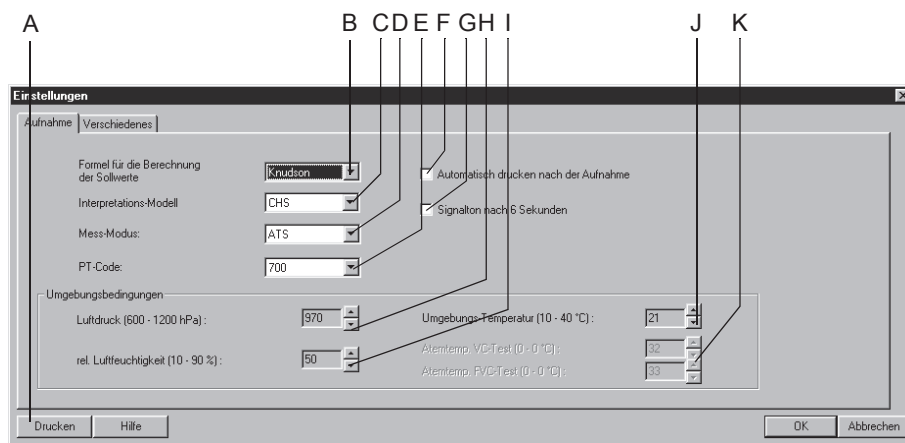 A B C D E F G H I J K
Einstellungen
Aufnahme Verschiedenes
Formel für die Berechnung
der Sollwerte
Knudson
Automatisch drucken nach der Aufnahme
Interpretations-Modell
CHS
Signalton nach 6 Sekunden
Mess-Modus:
ATS
PT-Code:
700
Umgebungsbedingungen
Luftdruck (600 - 1200 hPa) :
970
Umgebungs-Temperatur (10 - 40 °C) :
21
rel. Luftfeuchtigkeit (10 - 90 %) :
50
Atemtemp. VC-Test (0 - 0 °C) :
32
Atemtemp. FVC-Test (0 - 0 °C) :
33
Drucken Hilfe OK Abbrechen